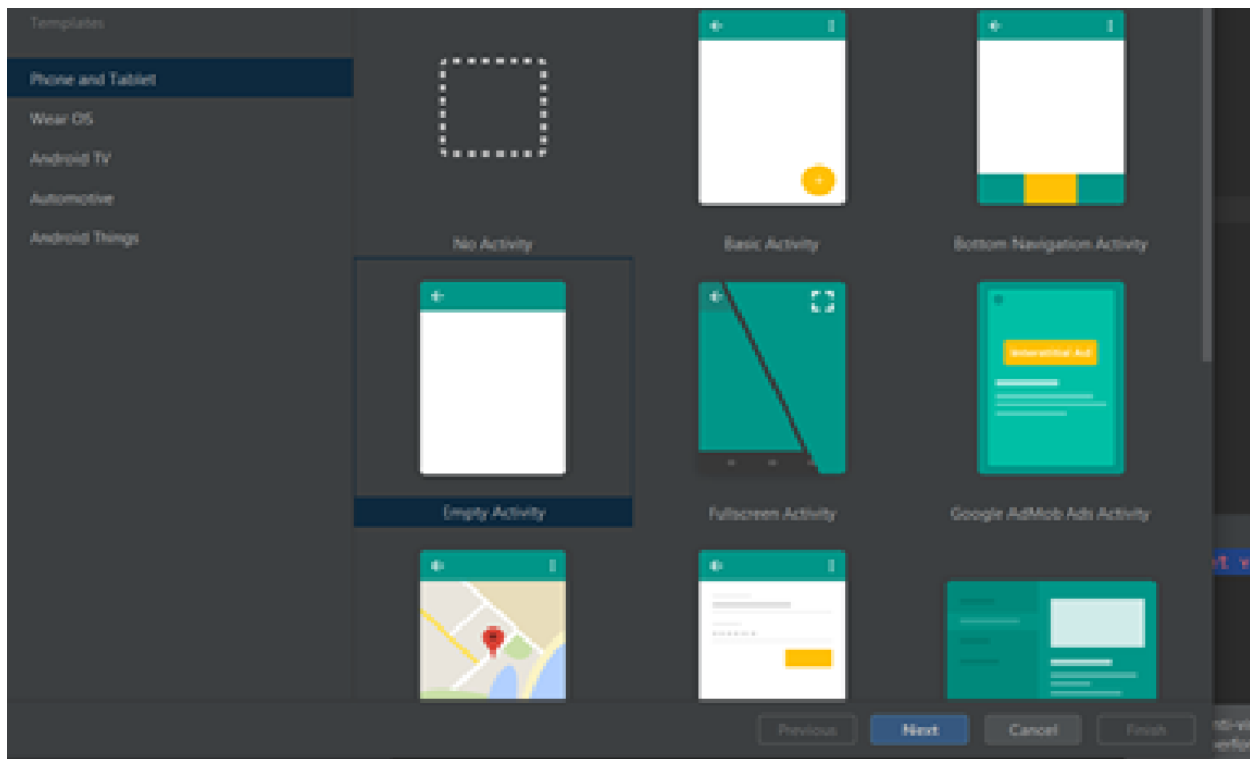 Templates
Phone and Tablet
Wear OS
Android TV
Automotive
Android Things
No Activity
Basic Activity
Bottom Navigation Activity
Interstitial Ad
Empty Activity
Fullscreen Activity
Google AdMob Ads Activity
Previous
Next
Cancel
Finish